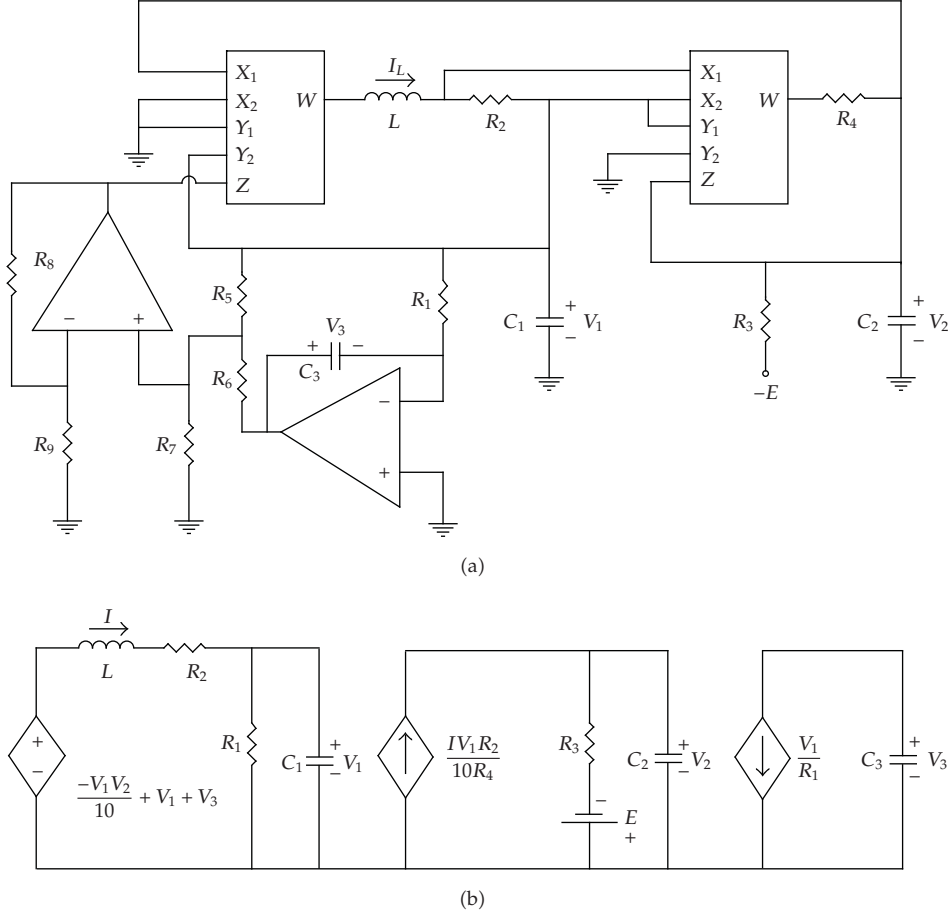 X₁
X₂
Y₁
Y₂
Z
W
I_L
L
R₂
X₁
X₂
Y₁
Y₂
Z
W
R₄
R₈
−
+
R₉
R₇
R₅
R₆
R₁
+ V₃ −
C₃
−
+
C₁
+
V₁
−
R₃
−E
C₂
+
V₂
−
(a)
I
L
R₂
+
−
−V₁V₂/10 + V₁ + V₃
R₁
C₁
+
V₁
−
IV₁R₂/10R₄
R₃
−
E
+
C₂
+
V₂
−
V₁/R₁
C₃
+
V₃
−
(b)